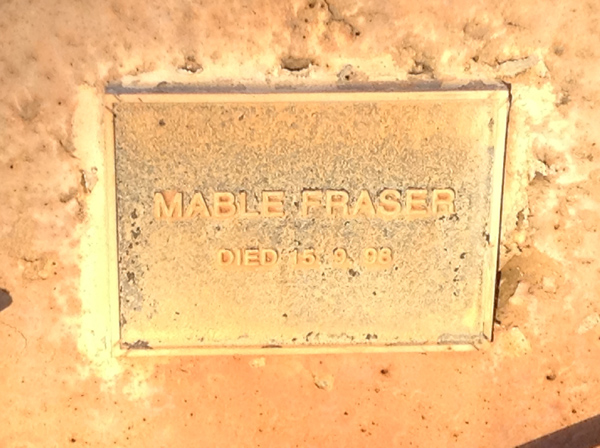 MABLE FRASER
DIED 15. 9. 98